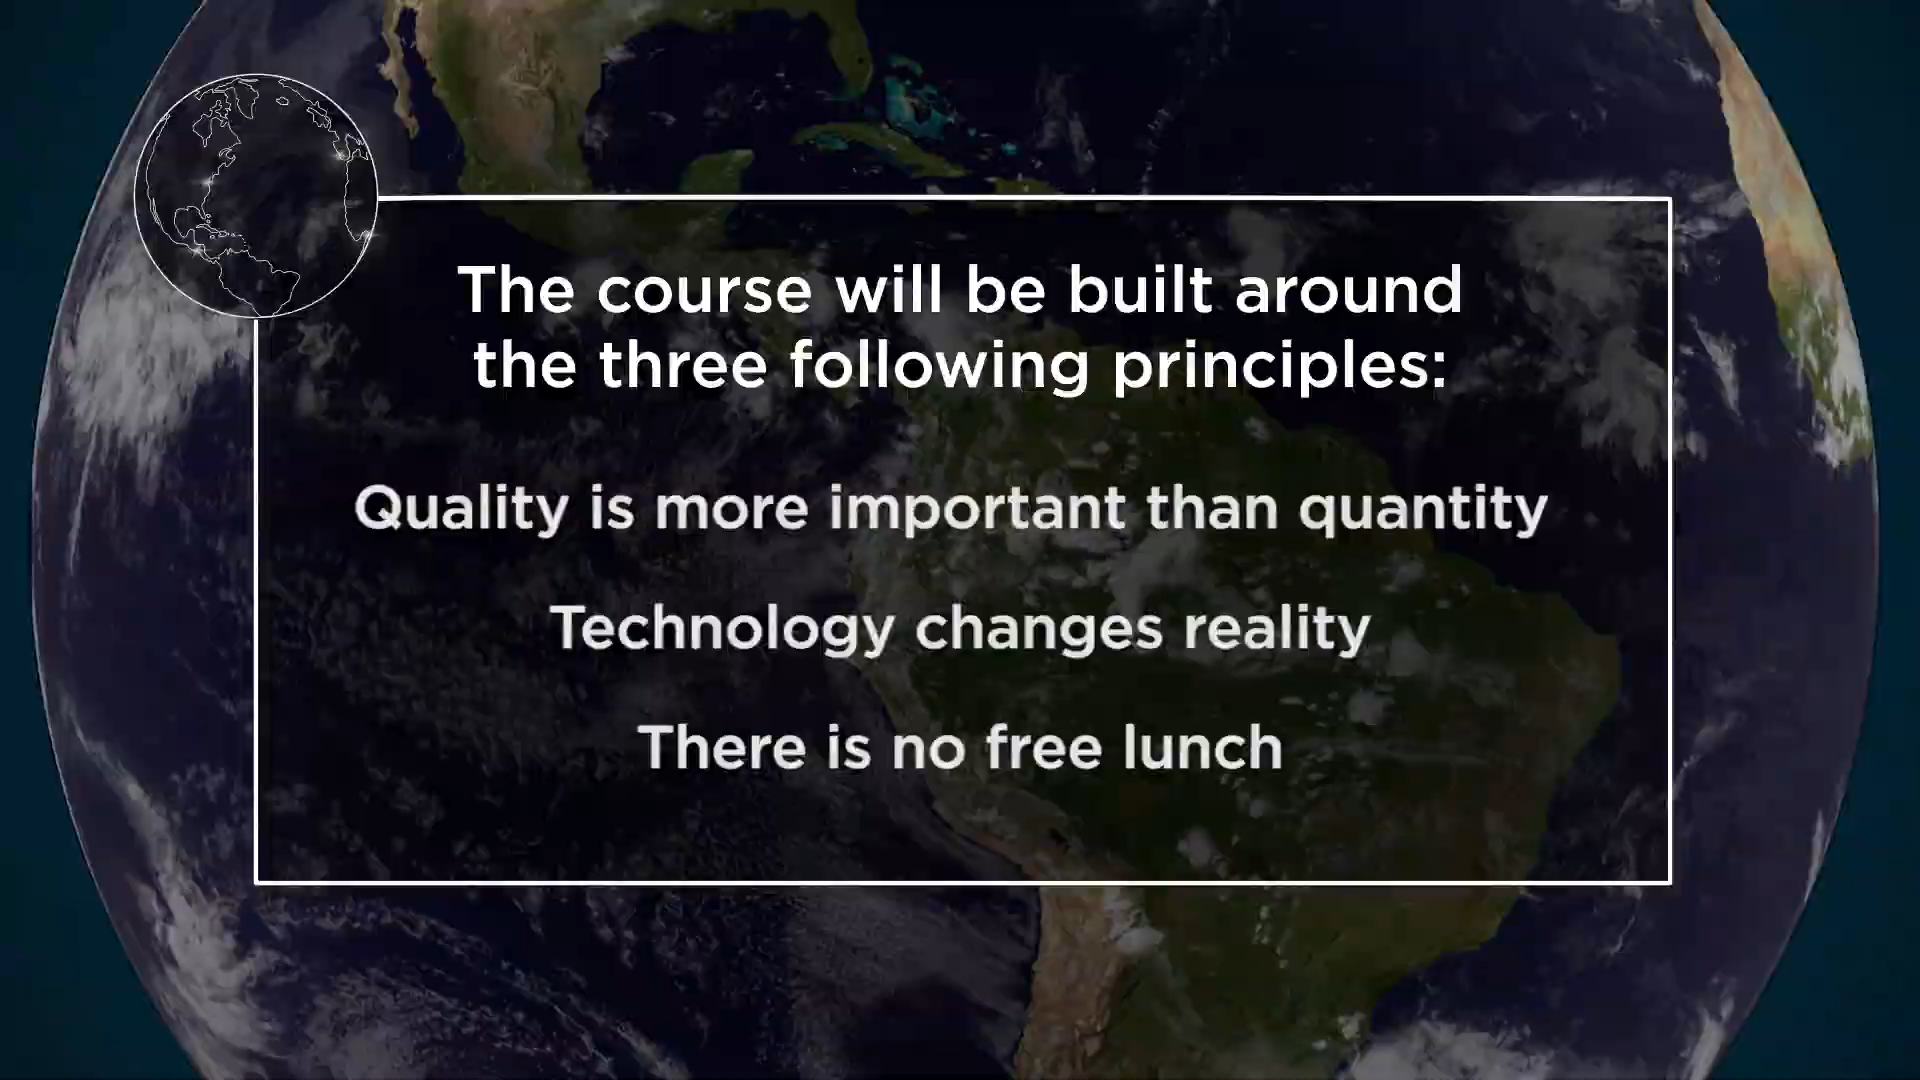 The course will be built around
the three following principles:
Quality is more important than quantity
Technology changes reality
There is no free lunch